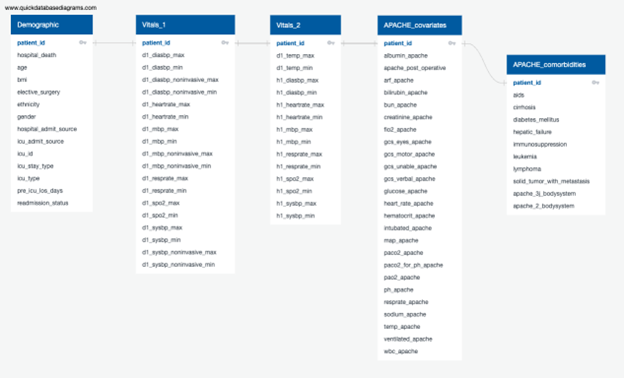 www.quickdatabasediagrams.com
Demographic
patient_id
hospital_death
age
bmi
elective_surgery
ethnicity
gender
hospital_admit_source
icu_admit_source
icu_id
icu_stay_type
icu_type
pre_icu_los_days
readmission_status
Vitals_1
patient_id
d1_diasbp_max
d1_diasbp_min
d1_diasbp_noninvasive_max
d1_diasbp_noninvasive_min
d1_heartrate_max
d1_heartrate_min
d1_mbp_max
d1_mbp_min
d1_mbp_noninvasive_max
d1_mbp_noninvasive_min
d1_resprate_max
d1_resprate_min
d1_spo2_max
d1_spo2_min
d1_sysbp_max
d1_sysbp_min
d1_sysbp_noninvasive_max
d1_sysbp_noninvasive_min
Vitals_2
patient_id
d1_temp_max
d1_temp_min
h1_diasbp_max
h1_diasbp_min
h1_heartrate_max
h1_heartrate_min
h1_mbp_max
h1_mbp_min
h1_resprate_max
h1_resprate_min
h1_spo2_max
h1_spo2_min
h1_sysbp_max
h1_sysbp_min
APACHE_covariates
patient_id
albumin_apache
apache_post_operative
arf_apache
bilirubin_apache
bun_apache
creatinine_apache
fio2_apache
gcs_eyes_apache
gcs_motor_apache
gcs_unable_apache
gcs_verbal_apache
glucose_apache
heart_rate_apache
hematocrit_apache
intubated_apache
map_apache
paco2_apache
paco2_for_ph_apache
pao2_apache
ph_apache
resprate_apache
sodium_apache
temp_apache
ventilated_apache
wbc_apache
APACHE_comorbidities
patient_id
aids
cirrhosis
diabetes_mellitus
hepatic_failure
immunosuppression
leukemia
lymphoma
solid_tumor_with_metastasis
apache_3j_bodysystem
apache_2_bodysystem